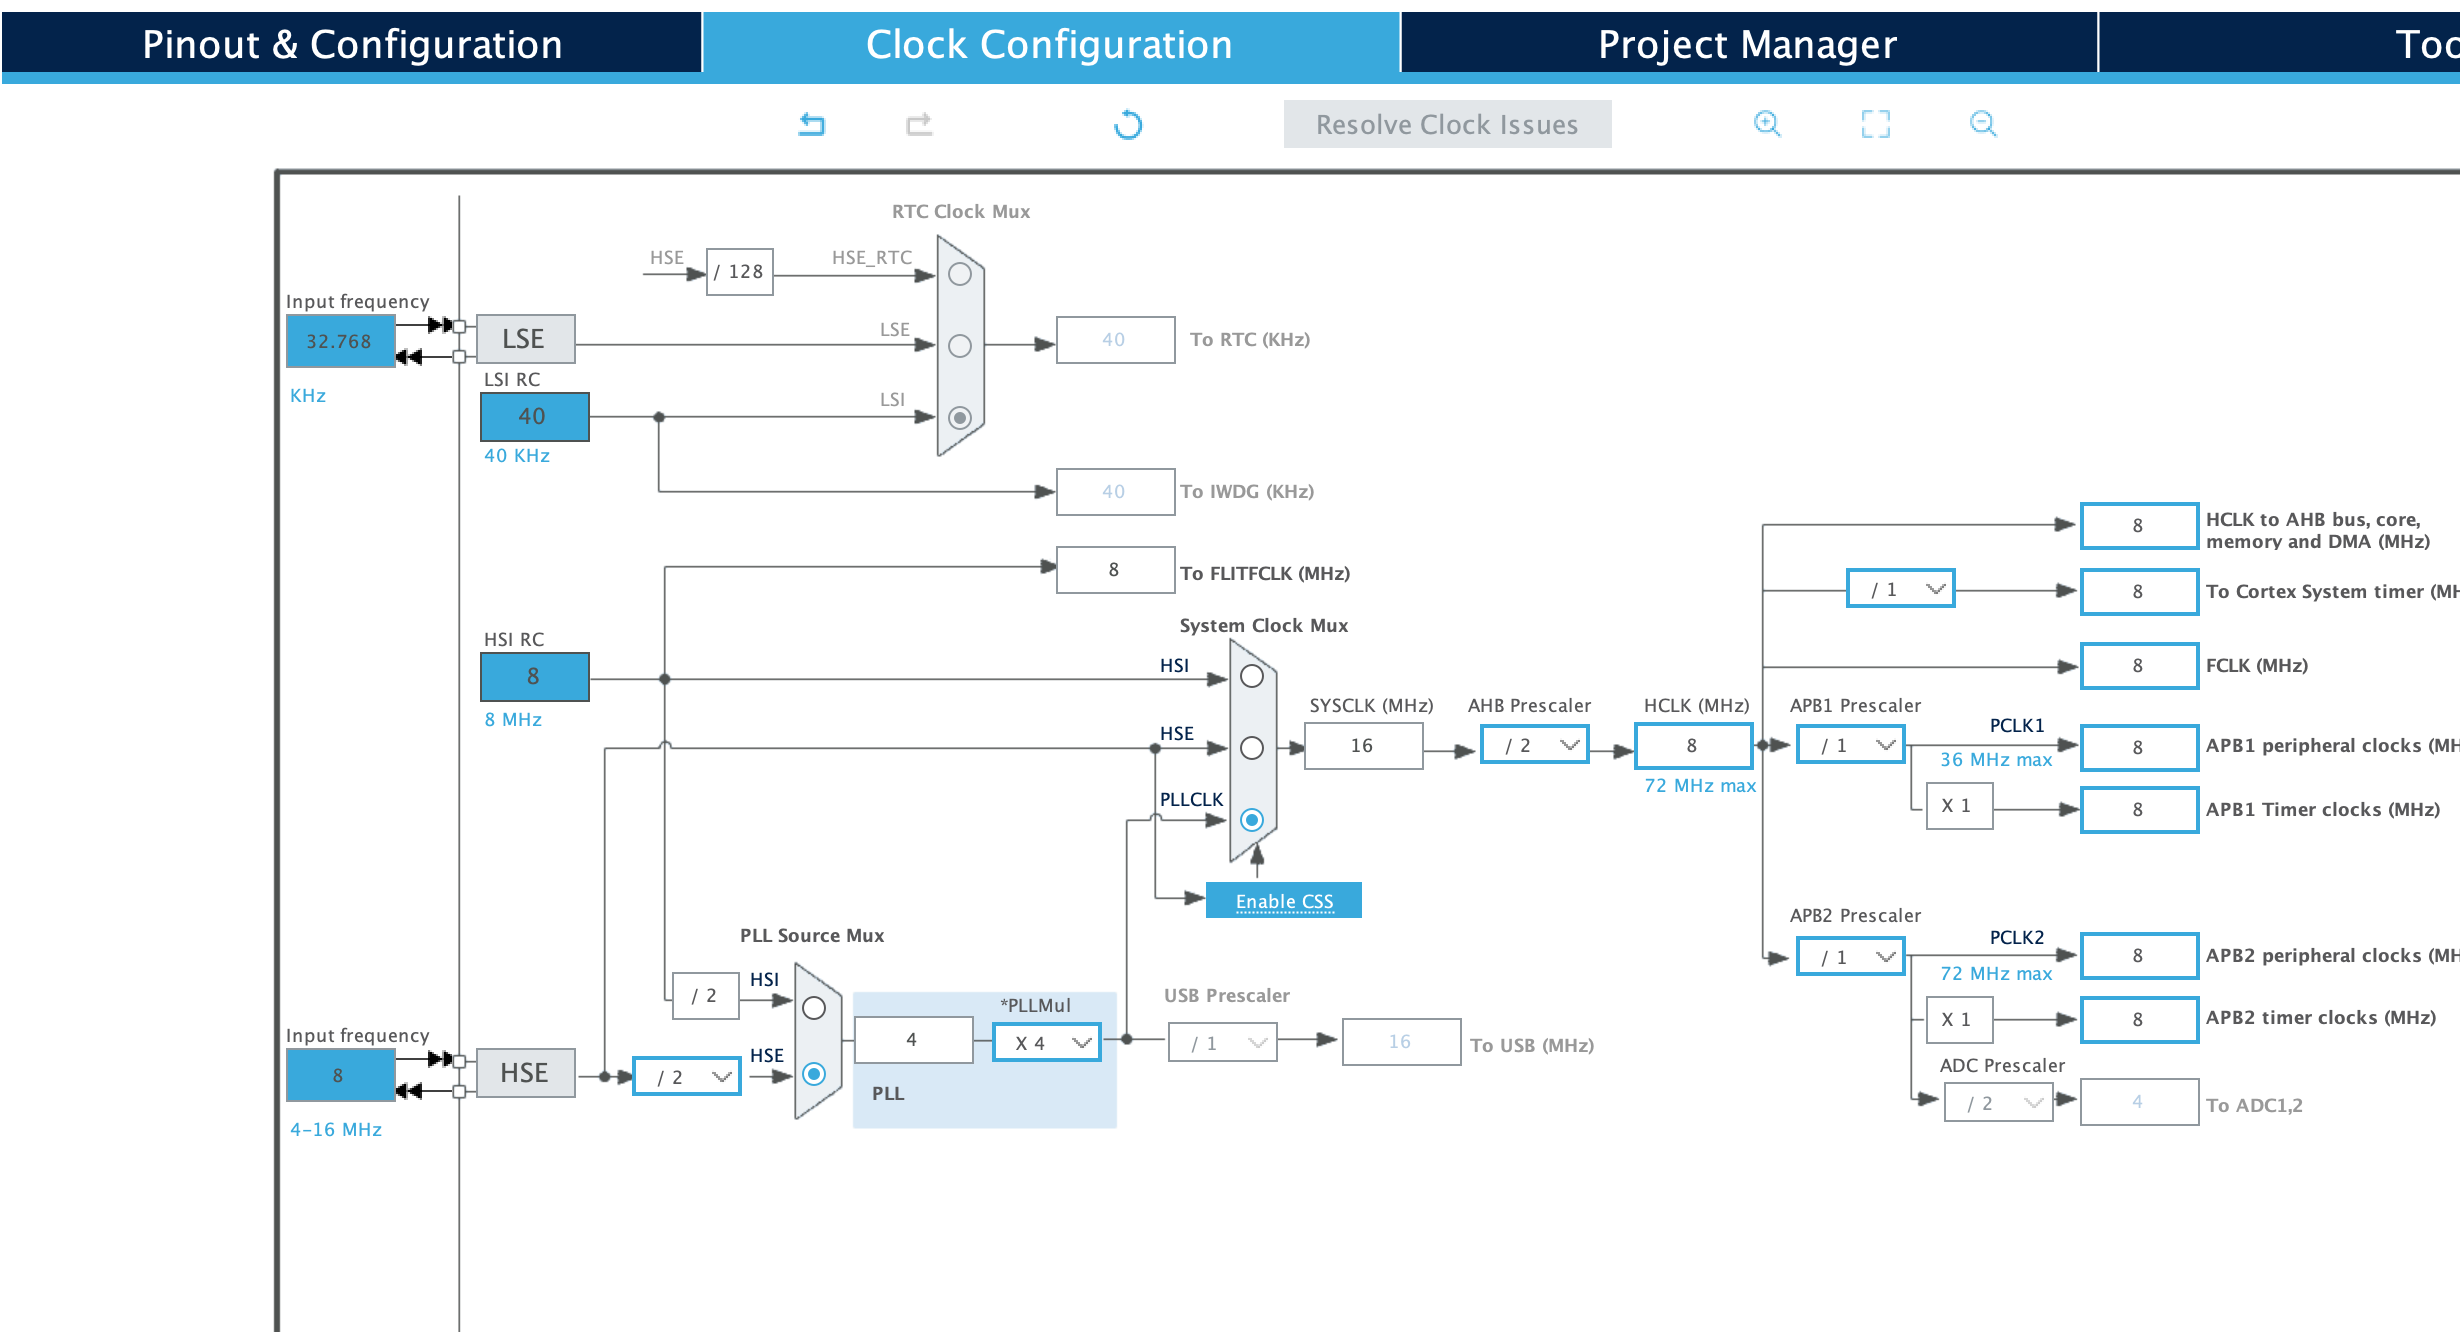 Pinout & Configuration
Clock Configuration
Project Manager
Too
Resolve Clock Issues
RTC Clock Mux
HSE
/ 128
HSE_RTC
Input frequency
32.768
KHz
LSE
LSE
40
To RTC (KHz)
LSI RC
40
40 KHz
LSI
40
To IWDG (KHz)
8
To FLITFCLK (MHz)
HSI RC
8
8 MHz
System Clock Mux
HSI
HSE
PLLCLK
SYSCLK (MHz)
16
AHB Prescaler
/ 2
HCLK (MHz)
8
72 MHz max
Enable CSS
8
HCLK to AHB bus, core,
memory and DMA (MHz)
/ 1
8
To Cortex System timer (MH
8
FCLK (MHz)
APB1 Prescaler
/ 1
PCLK1
36 MHz max
8
APB1 peripheral clocks (MH
X 1
8
APB1 Timer clocks (MHz)
APB2 Prescaler
/ 1
PCLK2
72 MHz max
8
APB2 peripheral clocks (MH
X 1
8
APB2 timer clocks (MHz)
ADC Prescaler
/ 2
4
To ADC1,2
PLL Source Mux
/ 2
HSI
Input frequency
8
4-16 MHz
HSE
/ 2
HSE
4
*PLLMul
X 4
PLL
USB Prescaler
/ 1
16
To USB (MHz)